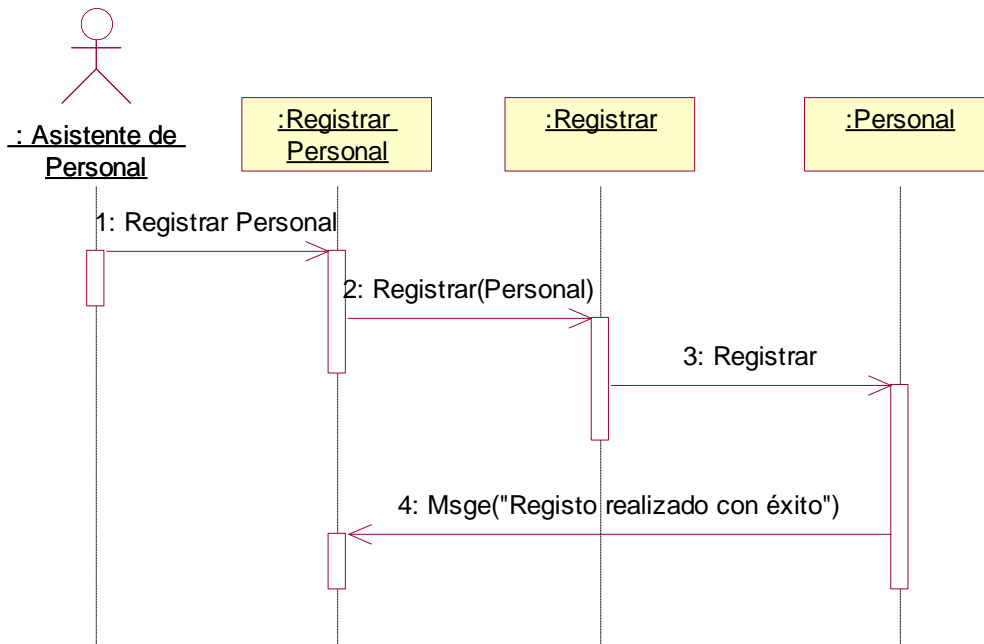 : Asistente de
Personal
:Registrar
Personal
:Registrar
:Personal
1: Registrar Personal
2: Registrar(Personal)
3: Registrar
4: Msge("Registo realizado con éxito")